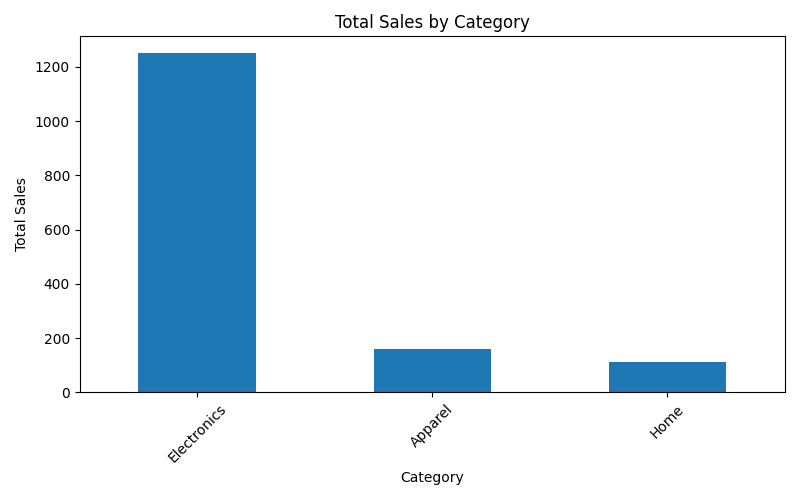 Total Sales by Category
Total Sales
1200
1000
800
600
400
200
0
Electronics
Apparel
Home
Category